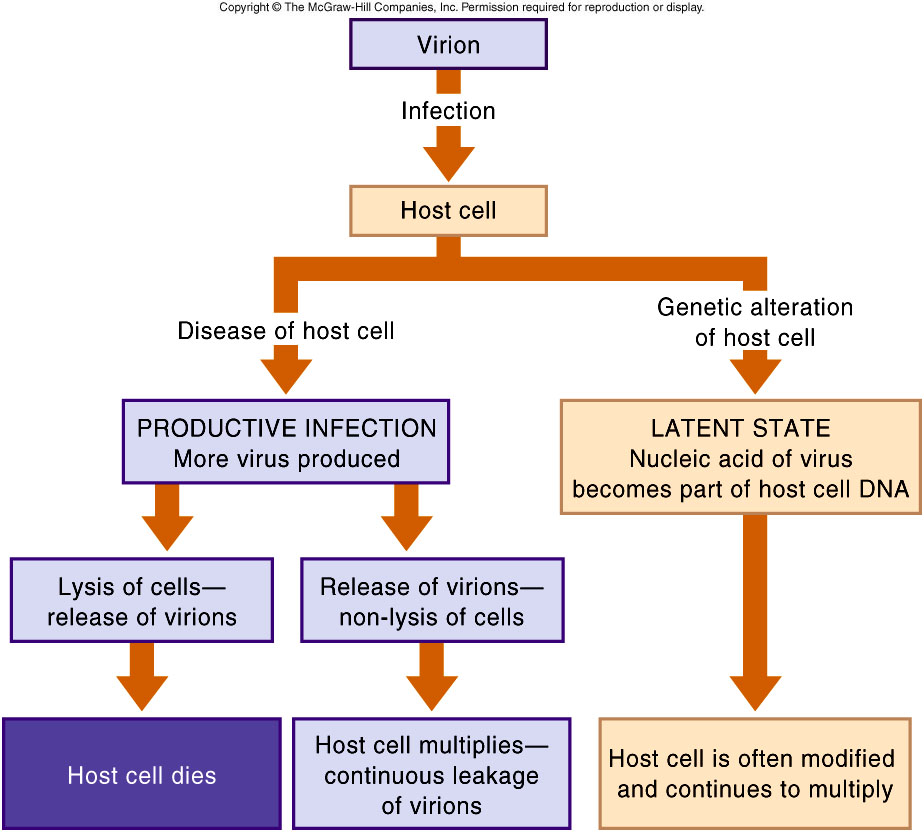 Copyright © The McGraw-Hill Companies, Inc. Permission required for reproduction or display.
Virion
Infection
Host cell
Disease of host cell
Genetic alteration
of host cell
PRODUCTIVE INFECTION
More virus produced
LATENT STATE
Nucleic acid of virus
becomes part of host cell DNA
Lysis of cells—
release of virions
Release of virions—
non-lysis of cells
Host cell dies
Host cell multiplies—
continuous leakage
of virions
Host cell is often modified
and continues to multiply